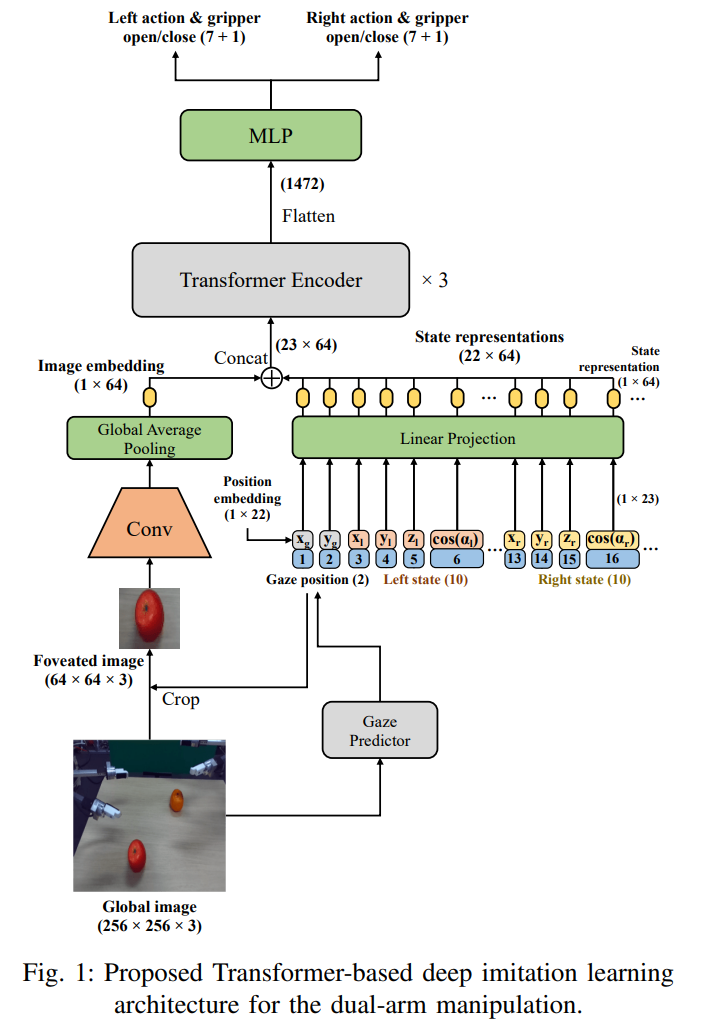 Left action & gripper
open/close (7 + 1)
Right action & gripper
open/close (7 + 1)
MLP
(1472)
Flatten
Transformer Encoder
× 3
(23 × 64)
Concat
State representations
(22 × 64)
State
representation
(1 × 64)
Image embedding
(1 × 64)
...
...
Global Average
Pooling
Linear Projection
Position
embedding
(1 × 22)
(1 × 23)
Conv
x_g y_g x_l y_l z_l cos(α_l) ... x_r y_r z_r cos(α_r) ...
1 2 3 4 5 6 13 14 15 16
Gaze position (2) Left state (10) Right state (10)
Foveated image
(64 × 64 × 3)
Crop
Gaze
Predictor
Global image
(256 × 256 × 3)
Fig. 1: Proposed Transformer-based deep imitation learning
architecture for the dual-arm manipulation.